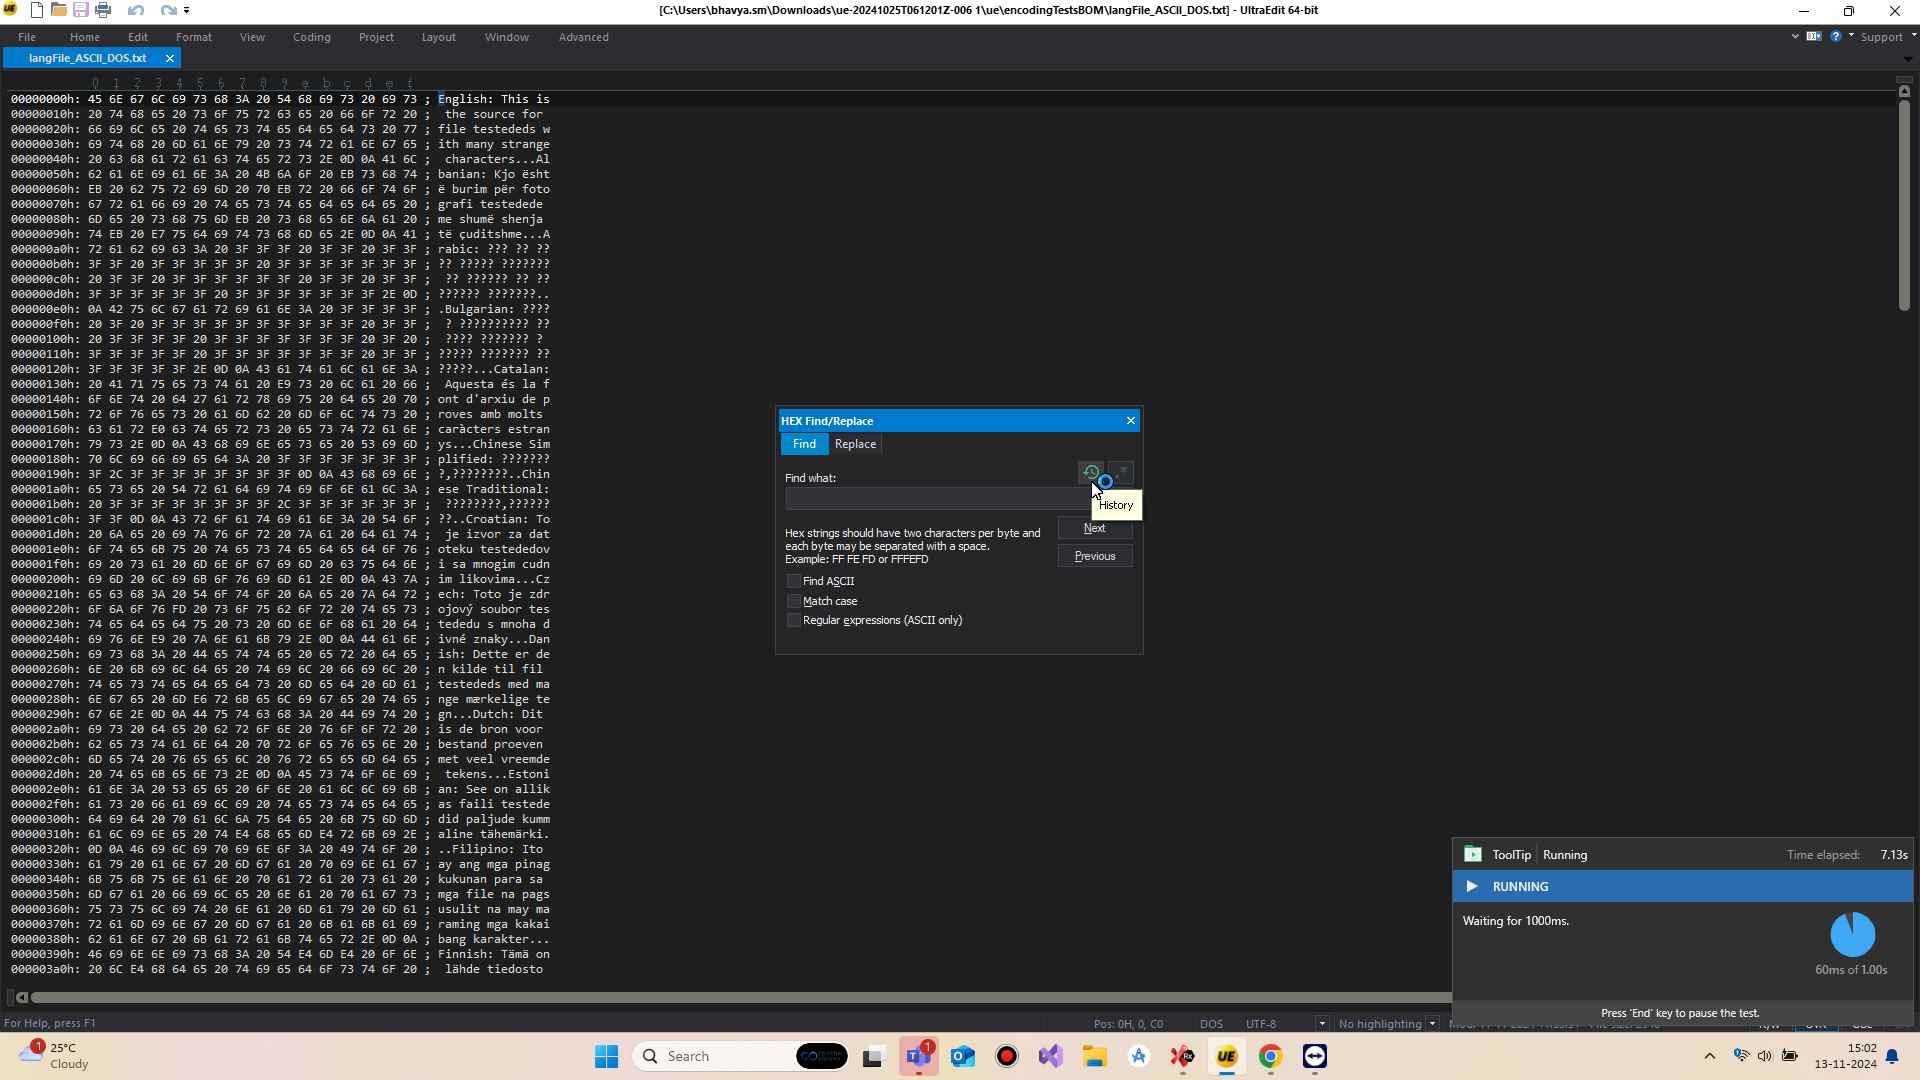 [C:\Users\bhavya.sm\Downloads\ue-20241025T061201Z-006 1\ue\encodingTestsBOM\langFile_ASCII_DOS.txt] - UltraEdit 64-bit
File Home Edit Format View Coding Project Layout Window Advanced Support
langFile_ASCII_DOS.txt
0 1 2 3 4 5 6 7 8 9 a b c d e f
00000000h: 45 6E 67 6C 69 73 68 3A 20 54 68 69 73 20 69 73 ; English: This is
00000010h: 20 74 68 65 20 73 6F 75 72 63 65 20 66 6F 72 20 ;  the source for
00000020h: 66 69 6C 65 20 74 65 73 74 65 64 65 64 73 20 77 ; file testededs w
00000030h: 69 74 68 20 6D 61 6E 79 20 73 74 72 61 6E 67 65 ; ith many strange
00000040h: 20 63 68 61 72 61 63 74 65 72 73 2E 0D 0A 41 6C ;  characters...Al
00000050h: 62 61 6E 69 61 6E 3A 20 4B 6A 6F 20 EB 73 68 74 ; banian: Kjo ësht
00000060h: EB 20 62 75 72 69 6D 20 70 EB 72 20 66 6F 74 6F ; ë burim për foto
00000070h: 67 72 61 66 69 20 74 65 73 74 65 64 65 64 65 20 ; grafi testedede
00000080h: 6D 65 20 73 68 75 6D EB 20 73 68 65 6E 6A 61 20 ; me shumë shenja
00000090h: 74 EB 20 E7 75 64 69 74 73 68 6D 65 2E 0D 0A 41 ; të çuditshme...A
000000a0h: 72 61 62 69 63 3A 20 3F 3F 3F 20 3F 3F 20 3F 3F ; rabic: ??? ?? ??
000000b0h: 3F 3F 20 3F 3F 3F 3F 3F 20 3F 3F 3F 3F 3F 3F 3F ; ?? ????? ???????
000000c0h: 20 3F 3F 20 3F 3F 3F 3F 3F 3F 20 3F 3F 20 3F 3F ;  ?? ?????? ?? ??
000000d0h: 3F 3F 3F 3F 3F 3F 20 3F 3F 3F 3F 3F 3F 3F 2E 0D ; ?????? ???????..
000000e0h: 0A 42 75 6C 67 61 72 69 61 6E 3A 20 3F 3F 3F 3F ; .Bulgarian: ????
000000f0h: 20 3F 20 3F 3F 3F 3F 3F 3F 3F 3F 3F 3F 20 3F 3F ;  ? ?????????? ??
00000100h: 20 3F 3F 3F 3F 20 3F 3F 3F 3F 3F 3F 3F 20 3F 20 ;  ???? ??????? ?
00000110h: 3F 3F 3F 3F 3F 20 3F 3F 3F 3F 3F 3F 3F 20 3F 3F ; ????? ??????? ??
00000120h: 3F 3F 3F 3F 3F 2E 0D 0A 43 61 74 61 6C 61 6E 3A ; ?????...Catalan:
00000130h: 20 41 71 75 65 73 74 61 20 E9 73 20 6C 61 20 66 ;  Aquesta és la f
00000140h: 6F 6E 74 20 64 27 61 72 78 69 75 20 64 65 20 70 ; ont d'arxiu de p
00000150h: 72 6F 76 65 73 20 61 6D 62 20 6D 6F 6C 74 73 20 ; roves amb molts
00000160h: 63 61 72 E0 63 74 65 72 73 20 65 73 74 72 61 6E ; caràcters estran
00000170h: 79 73 2E 0D 0A 43 68 69 6E 65 73 65 20 53 69 6D ; ys...Chinese Sim
00000180h: 70 6C 69 66 69 65 64 3A 20 3F 3F 3F 3F 3F 3F 3F ; plified: ???????
00000190h: 3F 2C 3F 3F 3F 3F 3F 3F 3F 3F 0D 0A 43 68 69 6E ; ?,????????..Chin
000001a0h: 65 73 65 20 54 72 61 64 69 74 69 6F 6E 61 6C 3A ; ese Traditional:
000001b0h: 20 3F 3F 3F 3F 3F 3F 3F 3F 2C 3F 3F 3F 3F 3F 3F ;  ????????,??????
000001c0h: 3F 3F 0D 0A 43 72 6F 61 74 69 61 6E 3A 20 54 6F ; ??..Croatian: To
000001d0h: 20 6A 65 20 69 7A 76 6F 72 20 7A 61 20 64 61 74 ;  je izvor za dat
000001e0h: 6F 74 65 6B 75 20 74 65 73 74 65 64 65 64 6F 76 ; oteku testededov
000001f0h: 69 20 73 61 20 6D 6E 6F 67 69 6D 20 63 75 64 6E ; i sa mnogim cudn
00000200h: 69 6D 20 6C 69 6B 6F 76 69 6D 61 2E 0D 0A 43 7A ; im likovima...Cz
00000210h: 65 63 68 3A 20 54 6F 74 6F 20 6A 65 20 7A 64 72 ; ech: Toto je zdr
00000220h: 6F 6A 6F 76 FD 20 73 6F 75 62 6F 72 20 74 65 73 ; ojový soubor tes
00000230h: 74 65 64 65 64 75 20 73 20 6D 6E 6F 68 61 20 64 ; tededu s mnoha d
00000240h: 69 76 6E E9 20 7A 6E 61 6B 79 2E 0D 0A 44 61 6E ; ivné znaky...Dan
00000250h: 69 73 68 3A 20 44 65 74 74 65 20 65 72 20 64 65 ; ish: Dette er de
00000260h: 6E 20 6B 69 6C 64 65 20 74 69 6C 20 66 69 6C 20 ; n kilde til fil
00000270h: 74 65 73 74 65 64 65 64 73 20 6D 65 64 20 6D 61 ; testededs med ma
00000280h: 6E 67 65 20 6D E6 72 6B 65 6C 69 67 65 20 74 65 ; nge mærkelige te
00000290h: 67 6E 2E 0D 0A 44 75 74 63 68 3A 20 44 69 74 20 ; gn...Dutch: Dit
000002a0h: 69 73 20 64 65 20 62 72 6F 6E 20 76 6F 6F 72 20 ; is de bron voor
000002b0h: 62 65 73 74 61 6E 64 20 70 72 6F 65 76 65 6E 20 ; bestand proeven
000002c0h: 6D 65 74 20 76 65 65 6C 20 76 72 65 65 6D 64 65 ; met veel vreemde
000002d0h: 20 74 65 6B 65 6E 73 2E 0D 0A 45 73 74 6F 6E 69 ;  tekens...Estoni
000002e0h: 61 6E 3A 20 53 65 65 20 6F 6E 20 61 6C 6C 69 6B ; an: See on allik
000002f0h: 61 73 20 66 61 69 6C 69 20 74 65 73 74 65 64 65 ; as faili testede
00000300h: 64 69 64 20 70 61 6C 6A 75 64 65 20 6B 75 6D 6D ; did paljude kumm
00000310h: 61 6C 69 6E 65 20 74 E4 68 65 6D E4 72 6B 69 2E ; aline tähemärki.
00000320h: 0D 0A 46 69 6C 69 70 69 6E 6F 3A 20 49 74 6F 20 ; ..Filipino: Ito
00000330h: 61 79 20 61 6E 67 20 6D 67 61 20 70 69 6E 61 67 ; ay ang mga pinag
00000340h: 6B 75 6B 75 6E 61 6E 20 70 61 72 61 20 73 61 20 ; kukunan para sa
00000350h: 6D 67 61 20 66 69 6C 65 20 6E 61 20 70 61 67 73 ; mga file na pags
00000360h: 75 73 75 6C 69 74 20 6E 61 20 6D 61 79 20 6D 61 ; usulit na may ma
00000370h: 72 61 6D 69 6E 67 20 6D 67 61 20 6B 61 6B 61 69 ; raming mga kakai
00000380h: 62 61 6E 67 20 6B 61 72 61 6B 74 65 72 2E 0D 0A ; bang karakter...
00000390h: 46 69 6E 6E 69 73 68 3A 20 54 E4 6D E4 20 6F 6E ; Finnish: Tämä on
000003a0h: 20 6C E4 68 64 65 20 74 69 65 64 6F 73 74 6F 20 ;  lähde tiedosto
HEX Find/Replace
Find Replace
Find what:
History
Hex strings should have two characters per byte and
each byte may be separated with a space.
Example: FF FE FD or FFFEFD
Next
Previous
Find ASCII
Match case
Regular expressions (ASCII only)
ToolTip Running Time elapsed: 7.13s
RUNNING
Waiting for 1000ms.
60ms of 1.00s
Press 'End' key to pause the test.
For Help, press F1
Pos: 0H, 0, C0 DOS UTF-8 No highlighting
25°C
Cloudy
Search
15:02
13-11-2024